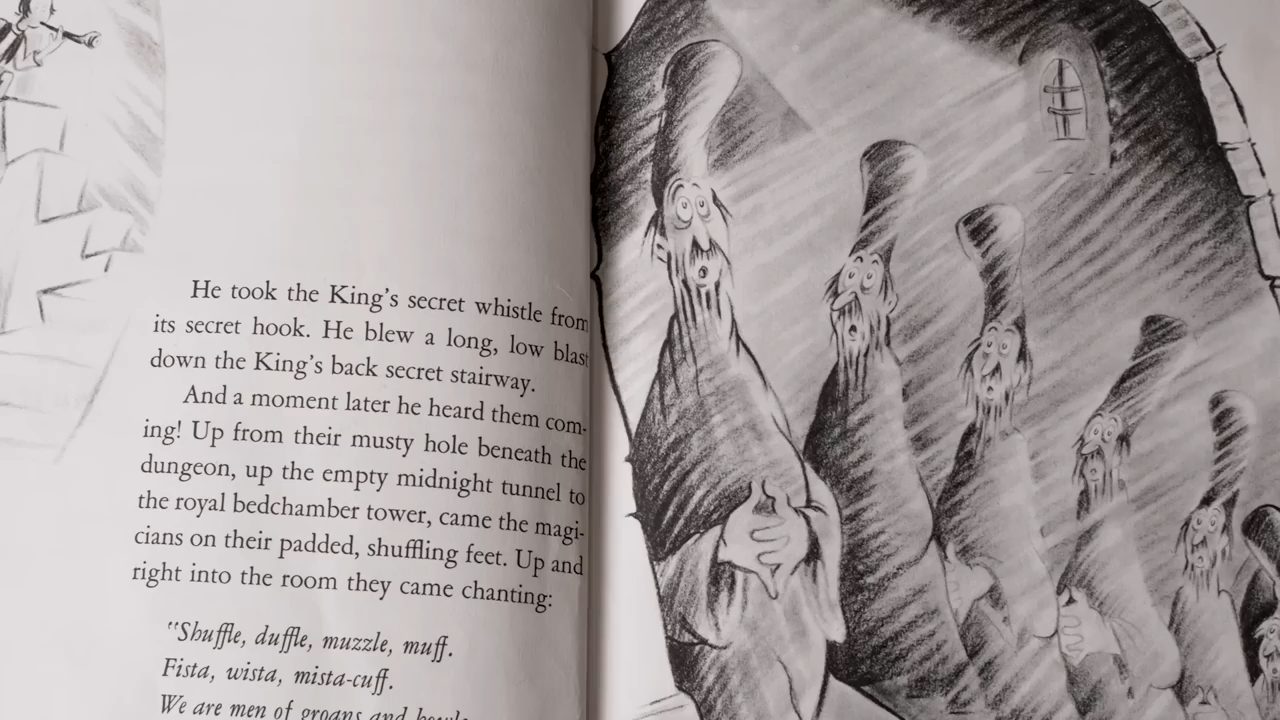 He took the King's secret whistle from
its secret hook. He blew a long, low blast
down the King's back secret stairway.
And a moment later he heard them com-
ing! Up from their musty hole beneath the
dungeon, up the empty midnight tunnel to
the royal bedchamber tower, came the magi-
cians on their padded, shuffling feet. Up and
right into the room they came chanting:
"Shuffle, duffle, muzzle, muff.
Fista, wista, mista-cuff.
We are men of groans and howls